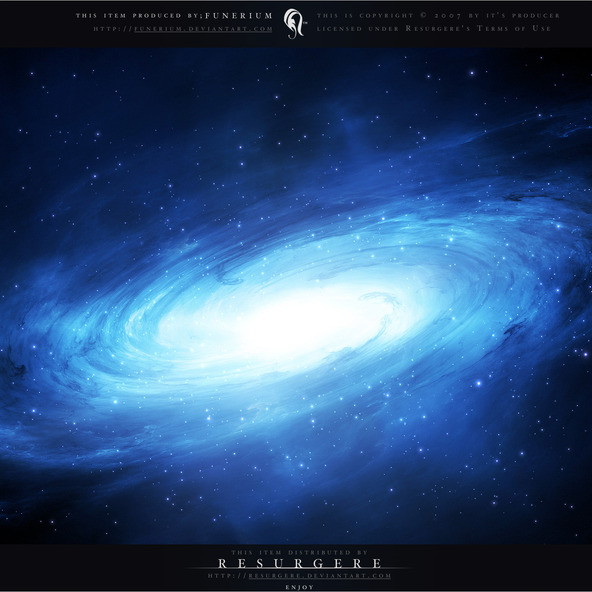 THIS ITEM PRODUCED BY;FUNERIUM
HTTP://FUNERIUM.DEVIANTART.COM
THIS IS COPYRIGHT © 2007 BY IT'S PRODUCER
LICENSED UNDER RESURGERE'S TERMS OF USE
THIS ITEM DISTRIBUTED BY
RESURGERE
HTTP://RESURGERE.DEVIANTART.COM
ENJOY